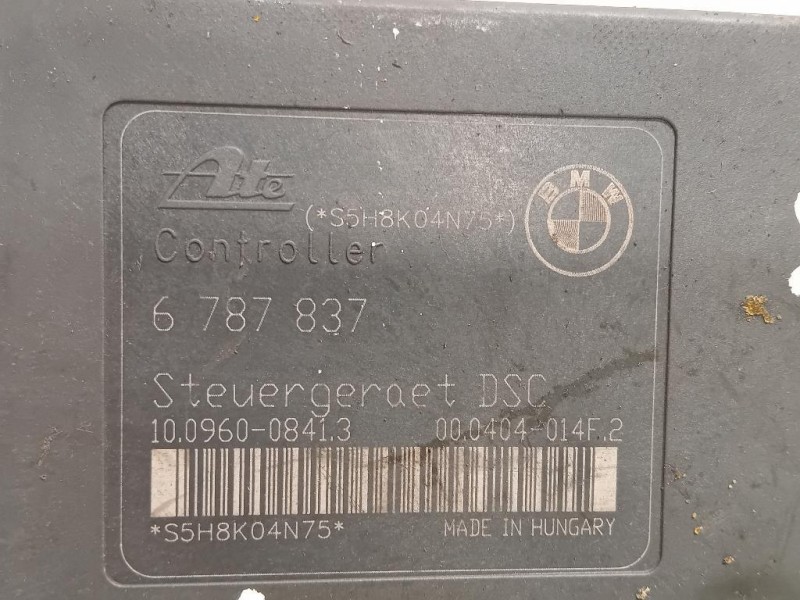 Ate
(*S5H8K04N75*)
BMW
Controller
6 787 837
Steuergeraet DSC
10.0960-0841.3 00.0404-014F.2
*S5H8K04N75* MADE IN HUNGARY